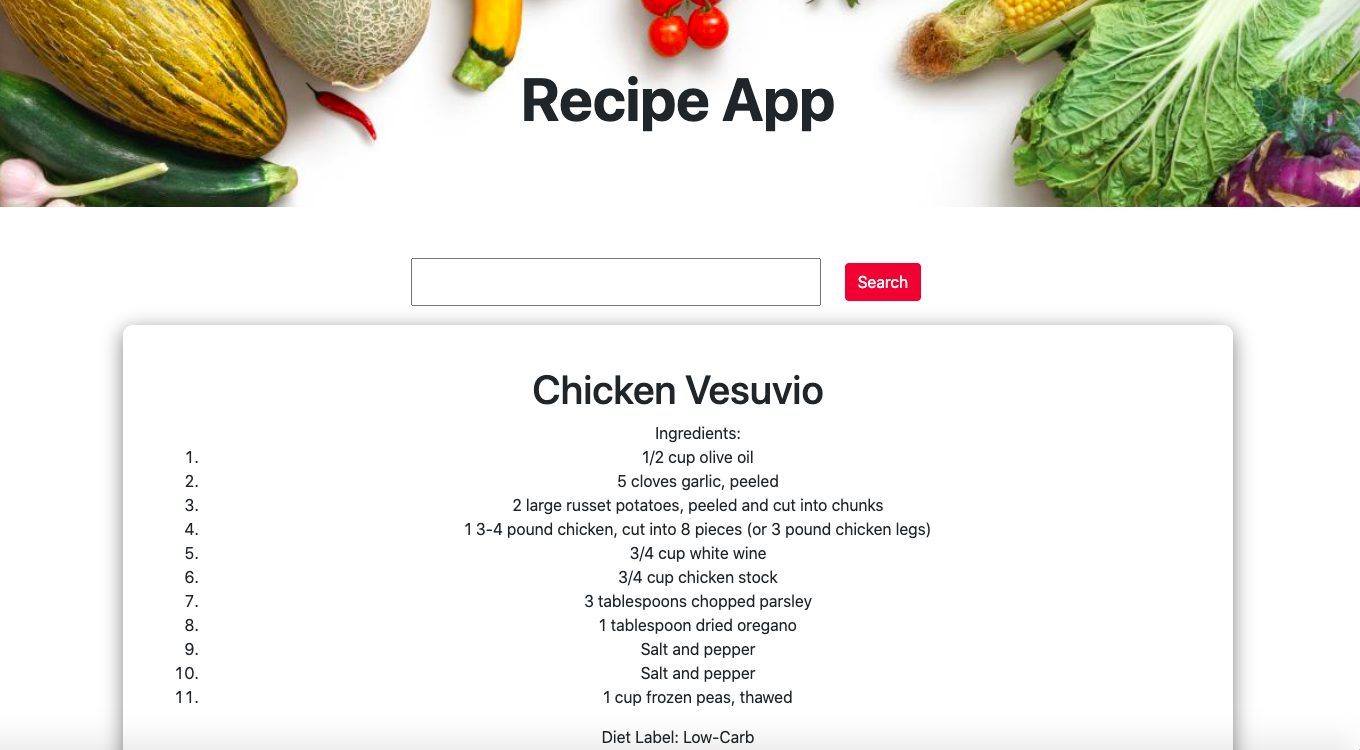 Recipe App
Search
Chicken Vesuvio
Ingredients:
1. 1/2 cup olive oil
2. 5 cloves garlic, peeled
3. 2 large russet potatoes, peeled and cut into chunks
4. 1 3-4 pound chicken, cut into 8 pieces (or 3 pound chicken legs)
5. 3/4 cup white wine
6. 3/4 cup chicken stock
7. 3 tablespoons chopped parsley
8. 1 tablespoon dried oregano
9. Salt and pepper
10. Salt and pepper
11. 1 cup frozen peas, thawed
Diet Label: Low-Carb